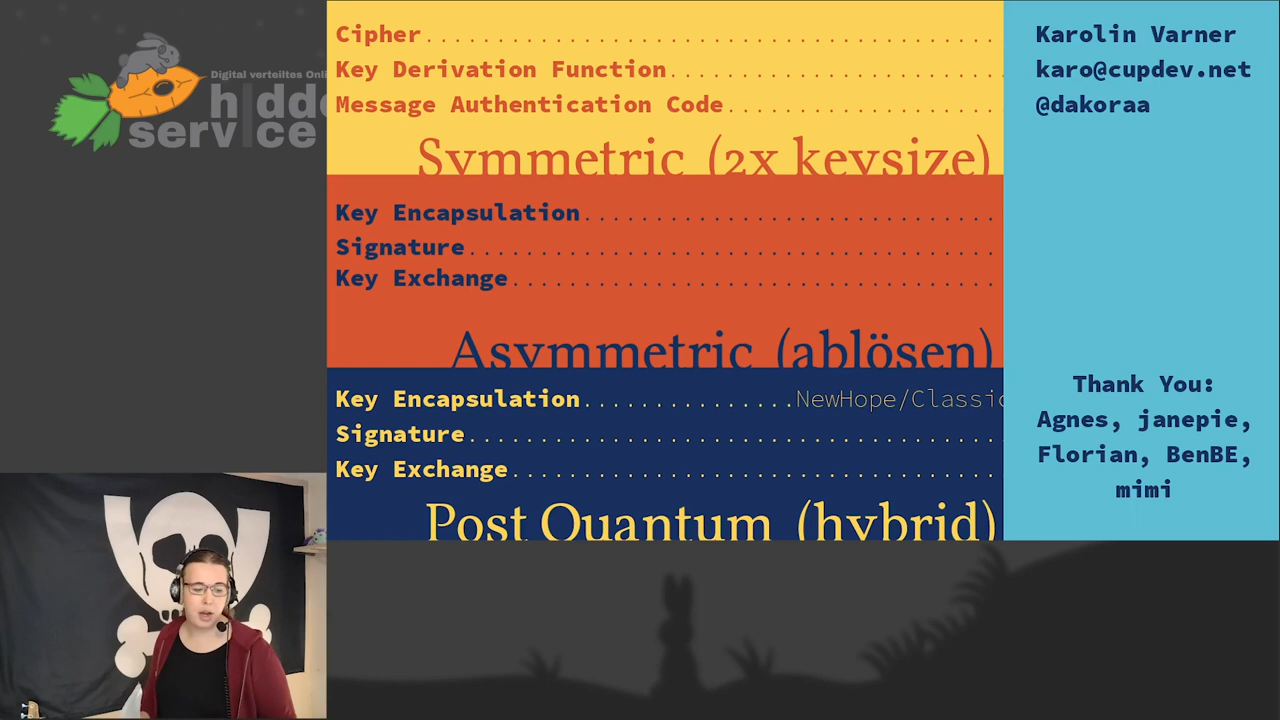 Digital verteiltes Onli
hidde
service
Cipher......................................
Key Derivation Function.......................
Message Authentication Code...................
Symmetric (2x keysize)
Key Encapsulation.............................
Signature.....................................
Key Exchange..................................
Asymmetric (ablösen)
Key Encapsulation...............NewHope/Classic
Signature.....................................
Key Exchange..................................
Post Quantum (hybrid)
Karolin Varner
karo@cupdev.net
@dakoraa
Thank You:
Agnes, janepie,
Florian, BenBE,
mimi